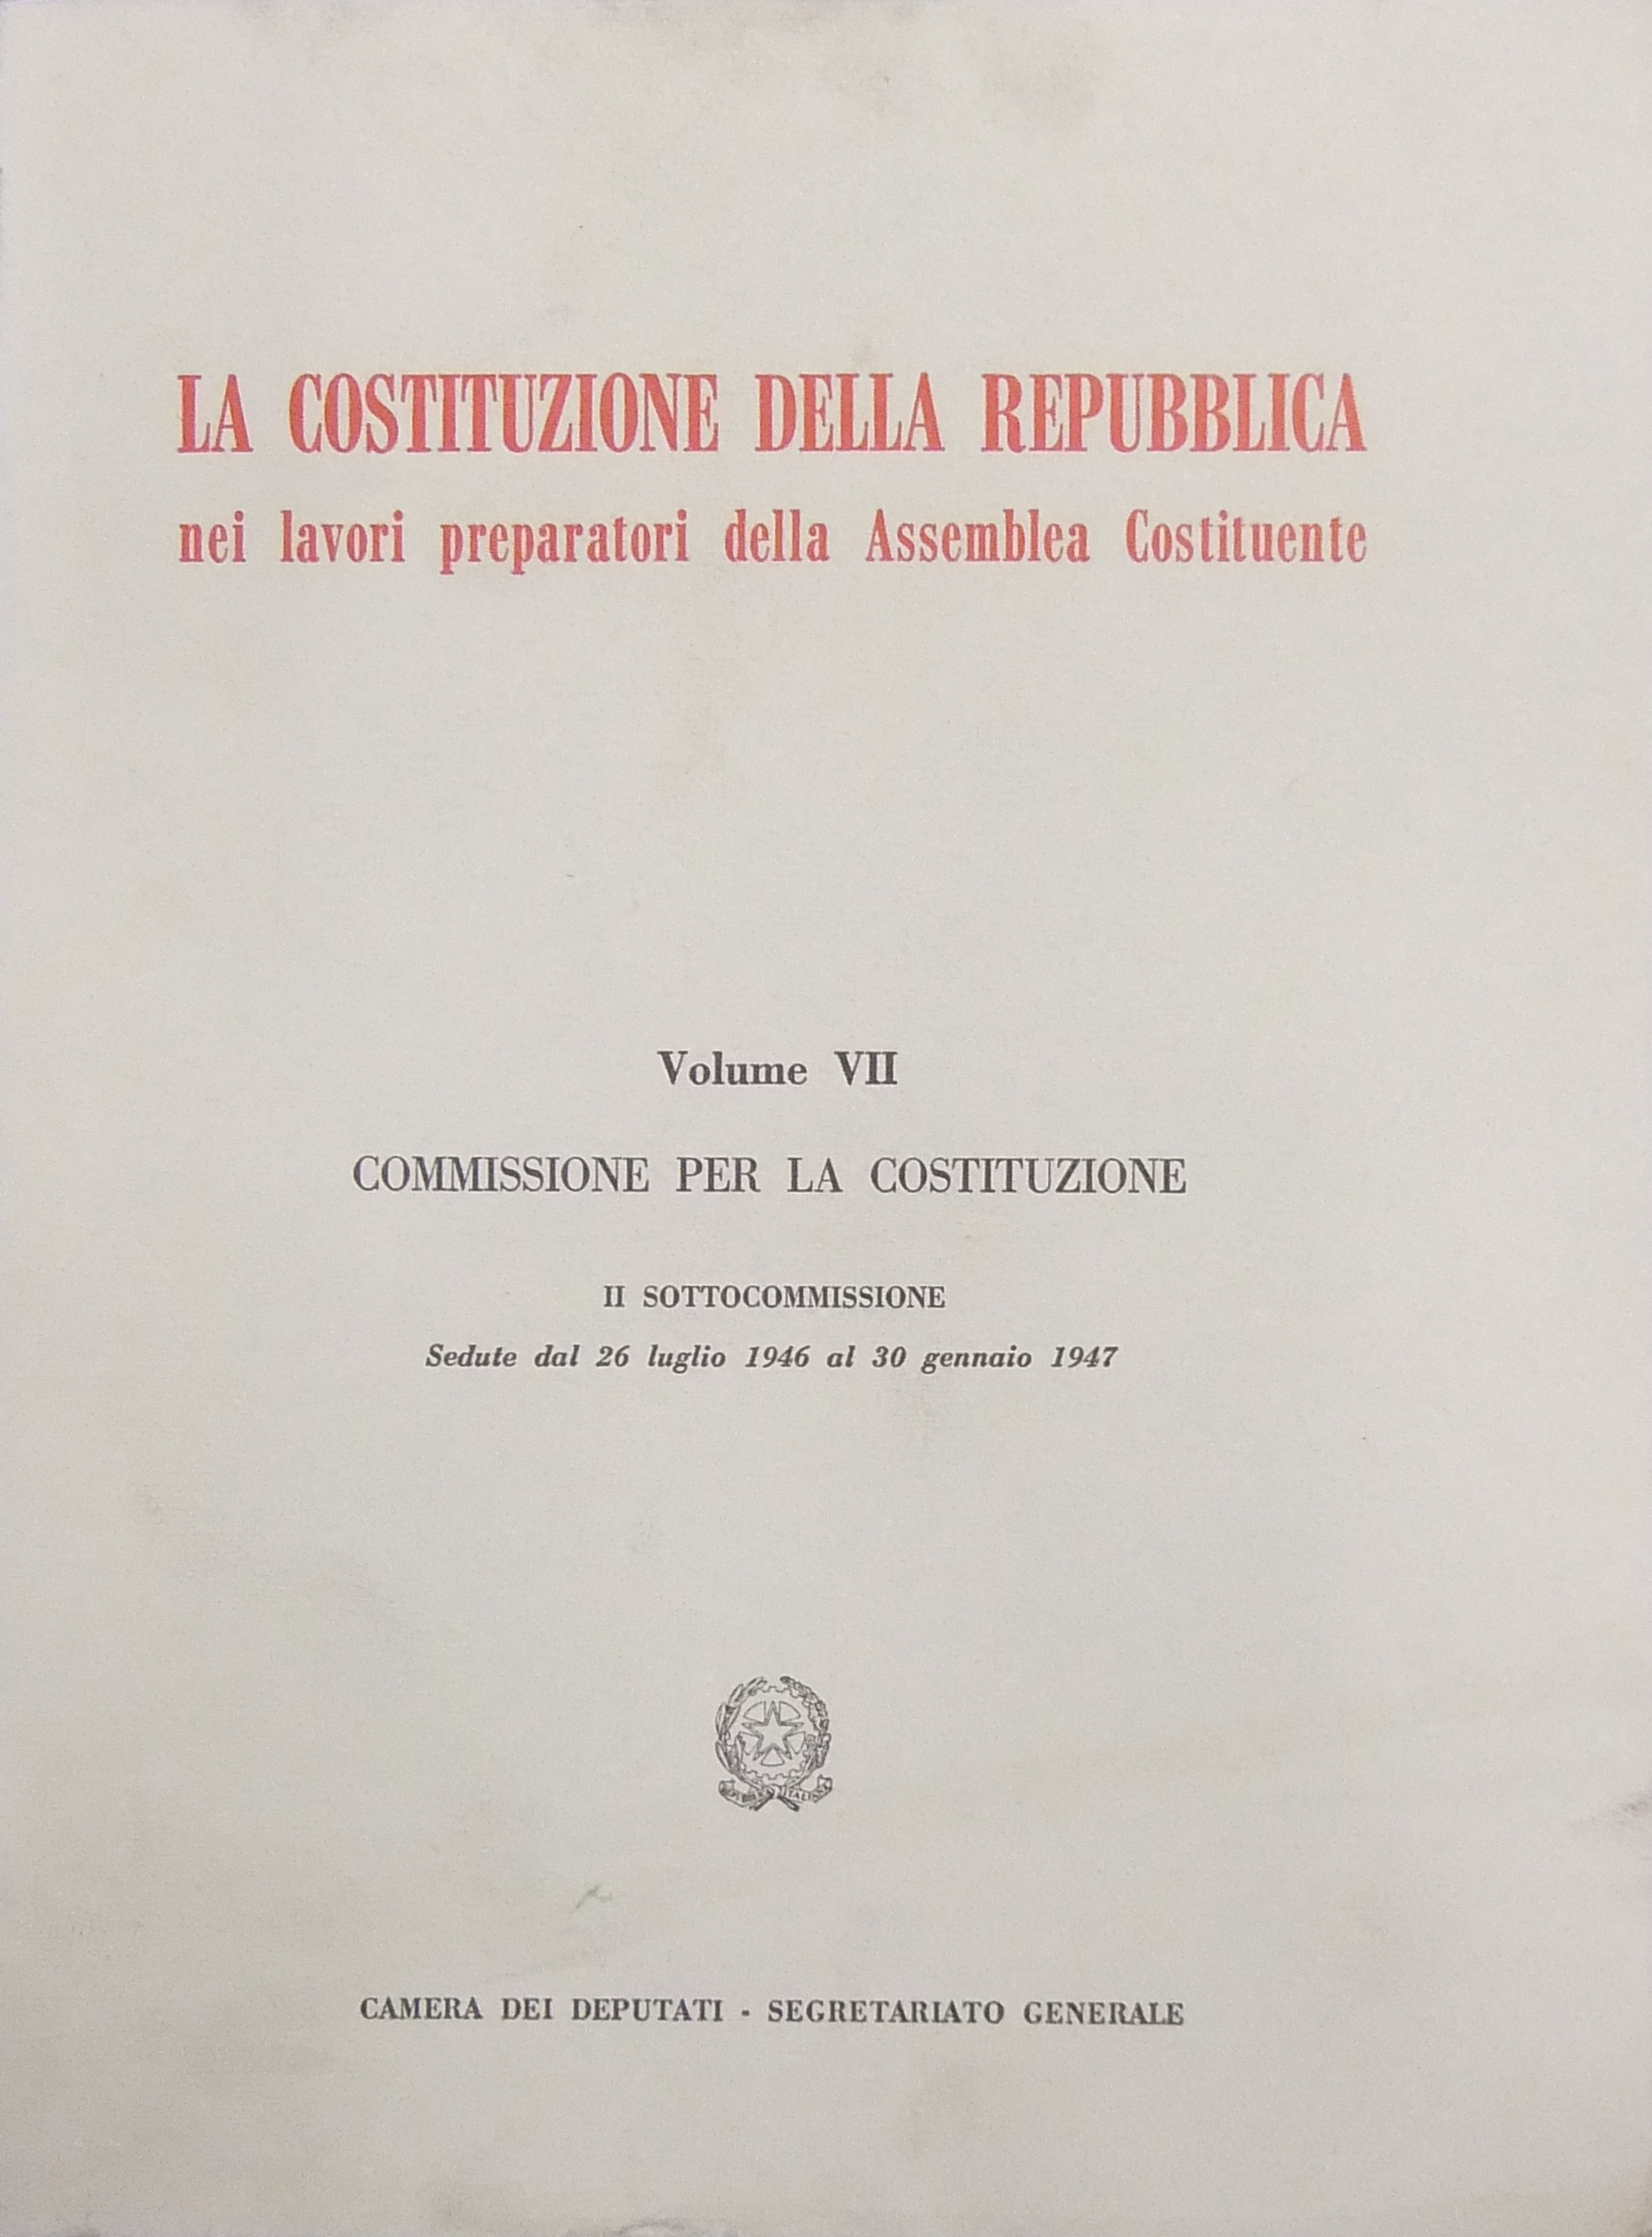 LA COSTITUZIONE DELLA REPUBBLICA
nei lavori preparatori della Assemblea Costituente
Volume VII
COMMISSIONE PER LA COSTITUZIONE
II SOTTOCOMMISSIONE
Sedute dal 26 luglio 1946 al 30 gennaio 1947
CAMERA DEI DEPUTATI - SEGRETARIATO GENERALE